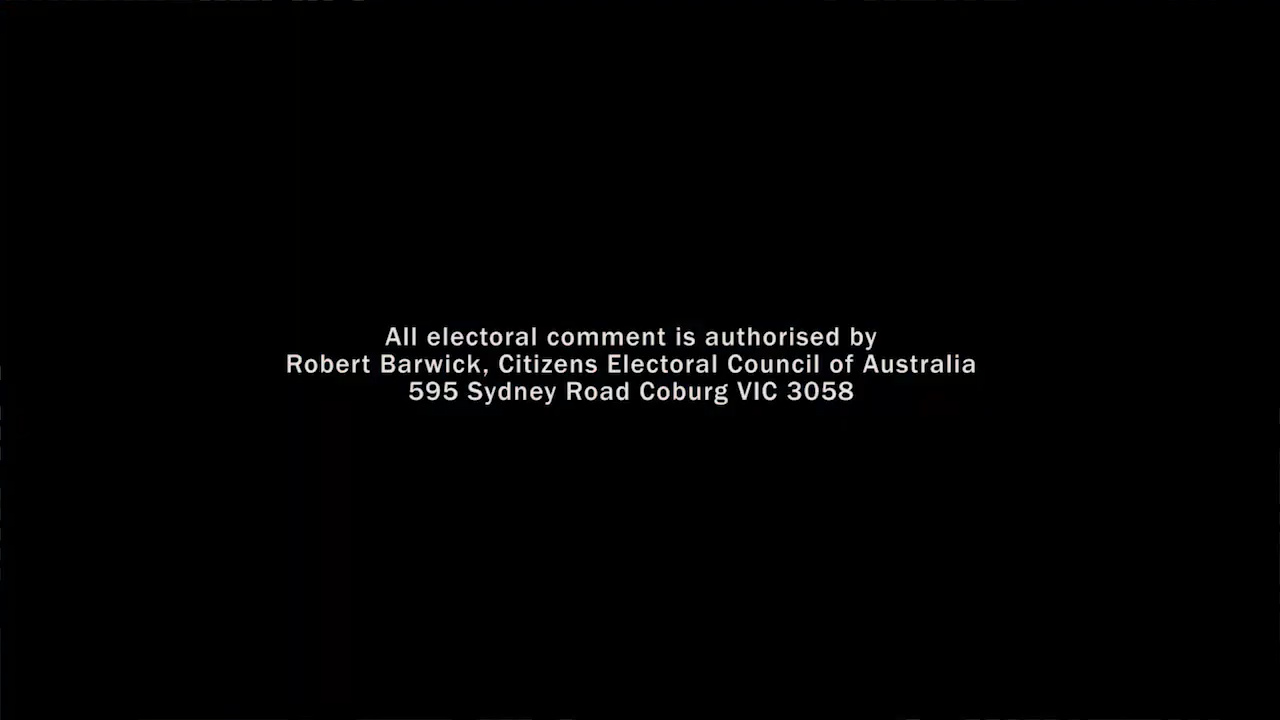 All electoral comment is authorised by
Robert Barwick, Citizens Electoral Council of Australia
595 Sydney Road Coburg VIC 3058